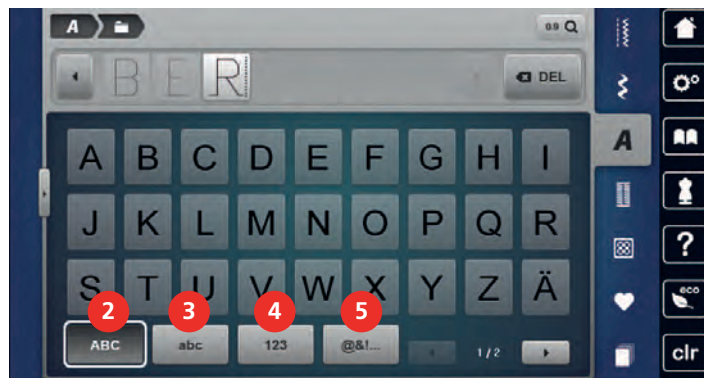 A 0.9
B E R DEL
A B C D E F G H I
A
J K L M N O P Q R
?
S T U V W X Y Z Ä
eco
2 3 4 5
ABC abc 123 @&!... 1/2
clr